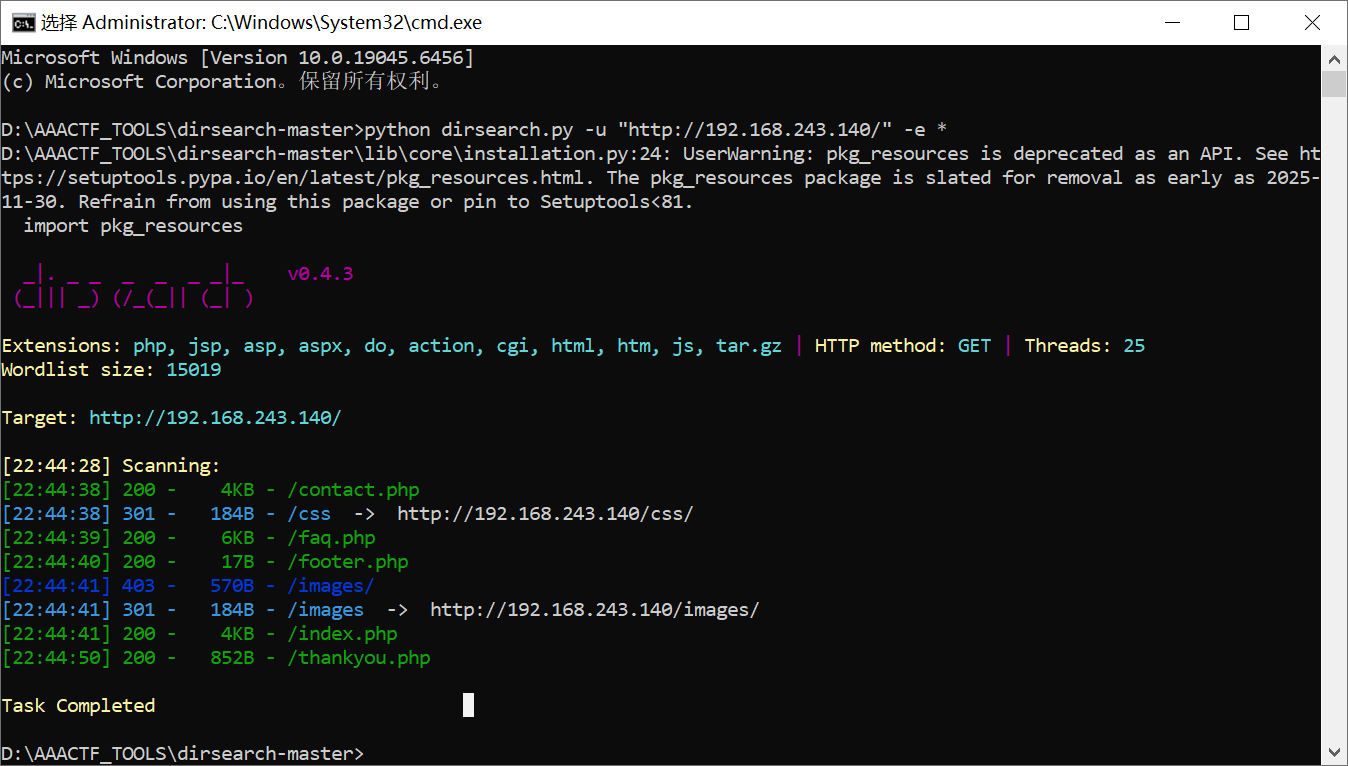 选择 Administrator: C:\Windows\System32\cmd.exe
Microsoft Windows [Version 10.0.19045.6456]
(c) Microsoft Corporation。保留所有权利。
D:\AAACTF_TOOLS\dirsearch-master>python dirsearch.py -u "http://192.168.243.140/" -e *
D:\AAACTF_TOOLS\dirsearch-master\lib\core\installation.py:24: UserWarning: pkg_resources is deprecated as an API. See ht
tps://setuptools.pypa.io/en/latest/pkg_resources.html. The pkg_resources package is slated for removal as early as 2025-
11-30. Refrain from using this package or pin to Setuptools<81.
  import pkg_resources
  _|. _ _  _  _  _ _|_    v0.4.3
 (_||| _) (/_(_|| (_| )
Extensions: php, jsp, asp, aspx, do, action, cgi, html, htm, js, tar.gz | HTTP method: GET | Threads: 25
Wordlist size: 15019
Target: http://192.168.243.140/
[22:44:28] Scanning:
[22:44:38] 200 -    4KB - /contact.php
[22:44:38] 301 -   184B - /css  ->  http://192.168.243.140/css/
[22:44:39] 200 -    6KB - /faq.php
[22:44:40] 200 -    17B - /footer.php
[22:44:41] 403 -   570B - /images/
[22:44:41] 301 -   184B - /images  ->  http://192.168.243.140/images/
[22:44:41] 200 -    4KB - /index.php
[22:44:50] 200 -   852B - /thankyou.php
Task Completed
D:\AAACTF_TOOLS\dirsearch-master>